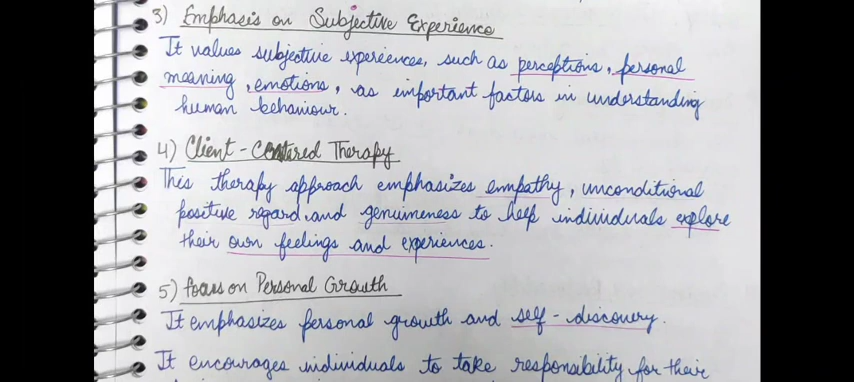 3) Emphasis on Subjective Experience
It values subjective experiences, such as perceptions, personal
meaning, emotions, as important factors in understanding
human behaviour.
4) Client-Centered Therapy
This therapy approach emphasizes empathy, unconditional
positive regard and genuineness to help individuals explore
their own feelings and experiences.
5) Focus on Personal Growth
It emphasizes personal growth and self-discovery.
It encourages individuals to take responsibility for their